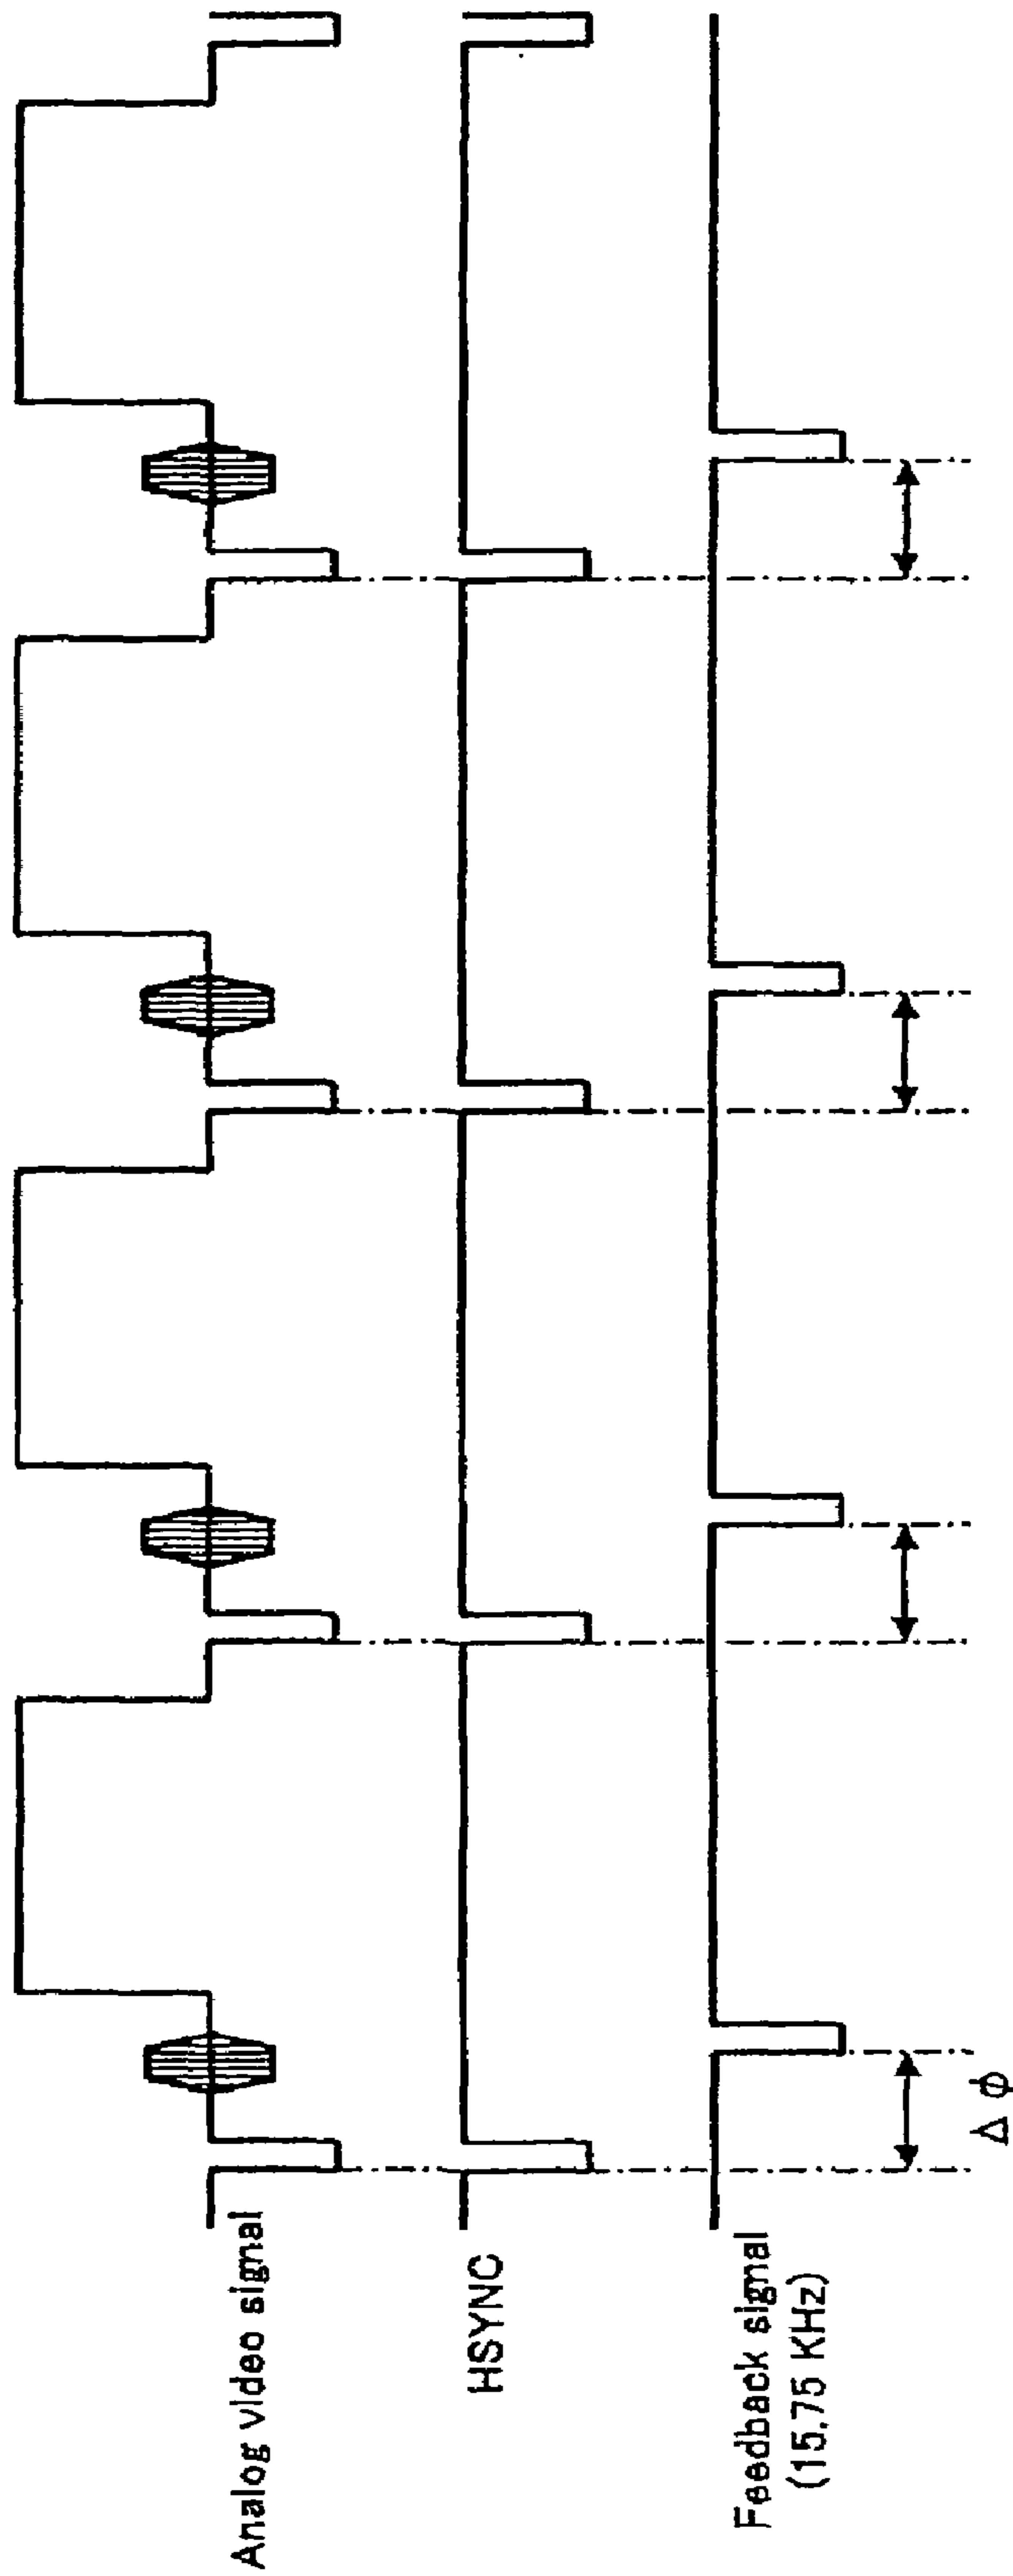 Analog video signal
HSYNC
Feedback signal
(15.75 KHz)
Δ ϕ